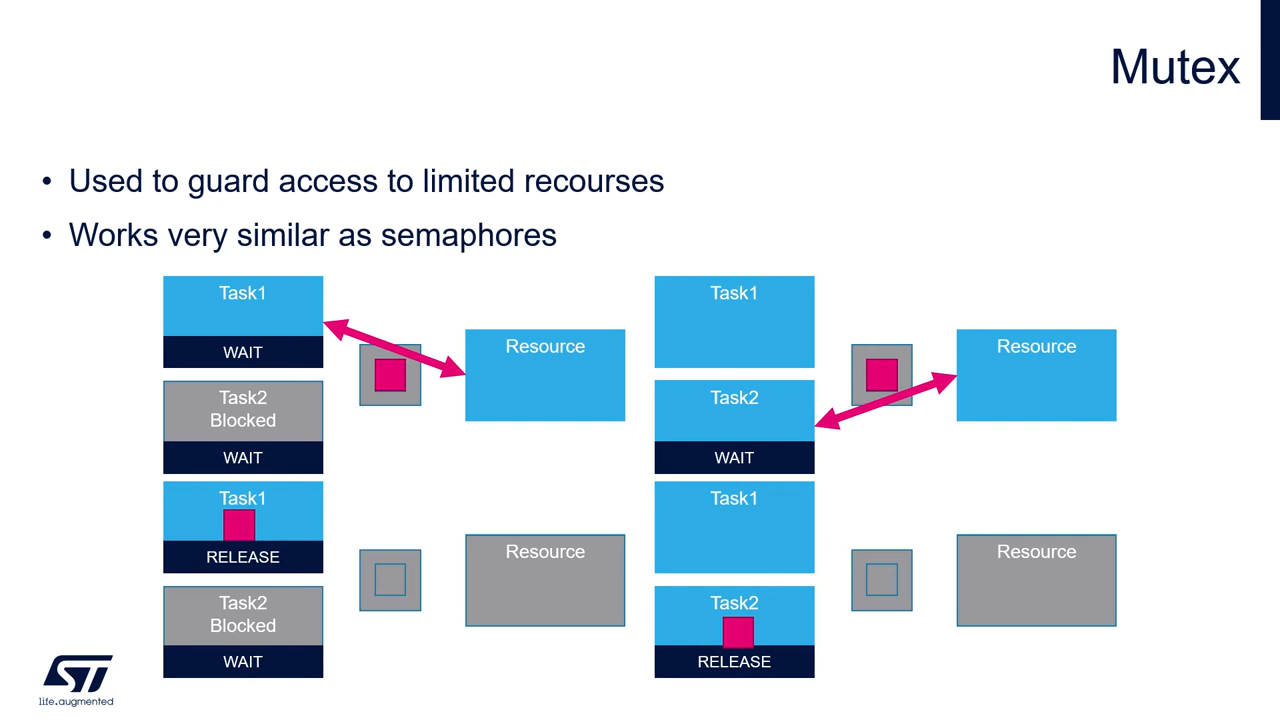 Mutex
• Used to guard access to limited recourses
• Works very similar as semaphores
Task1
WAIT
Task2
Blocked
WAIT
Resource
Task1
Task2
WAIT
Resource
Task1
RELEASE
Task2
Blocked
WAIT
Resource
Task1
Task2
RELEASE
Resource
ST
life.augmented